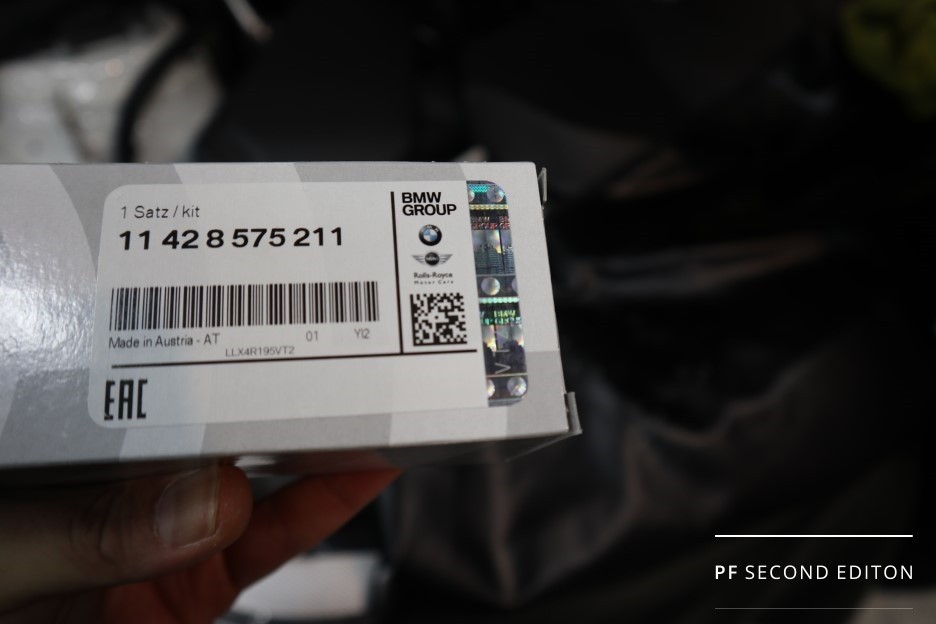 1 Satz / kit
11 42 8 575 211
BMW
GROUP
Rolls-Royce
Motor Cars
Made in Austria - AT 01 YI2
LLX4R195VT2
EAC
PF SECOND EDITON